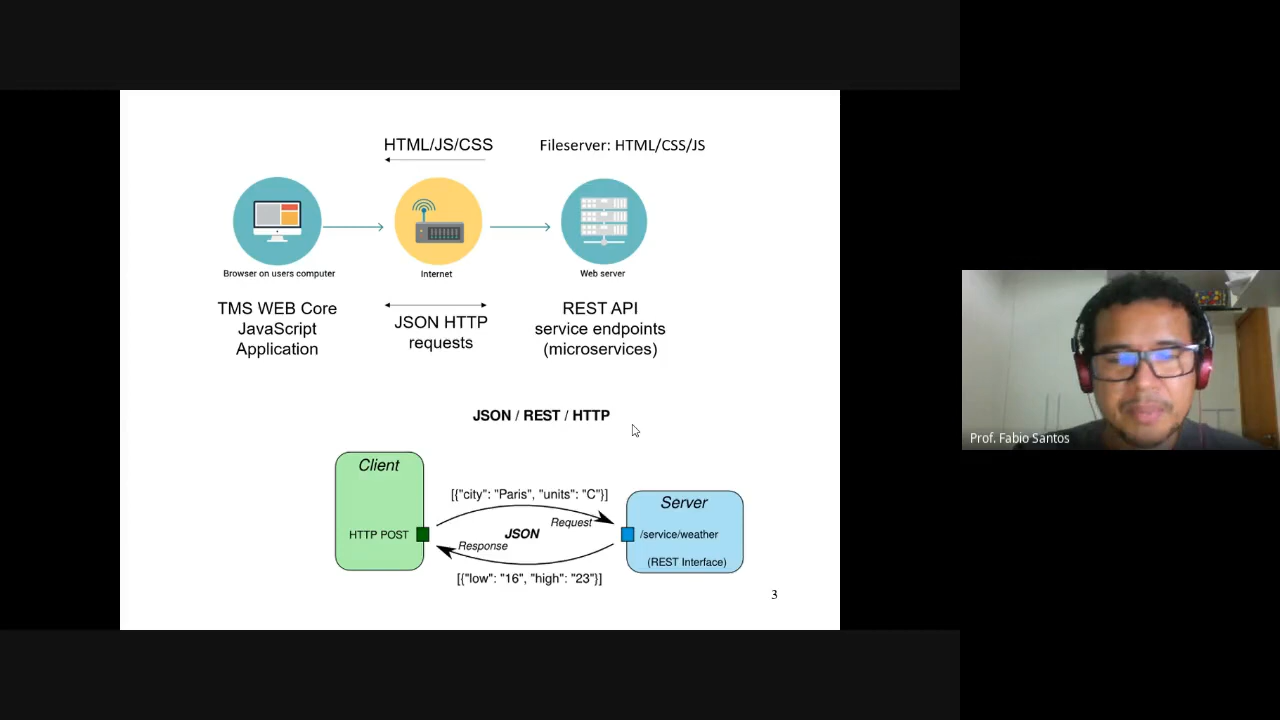 HTML/JS/CSS
Fileserver: HTML/CSS/JS
Browser on users computer
Internet
Web server
TMS WEB Core
JavaScript
Application
JSON HTTP
requests
REST API
service endpoints
(microservices)
JSON / REST / HTTP
Client
HTTP POST
[{"city": "Paris", "units": "C"}]
Request
JSON
Response
[{"low": "16", "high": "23"}]
Server
/service/weather
(REST Interface)
3
Prof. Fabio Santos